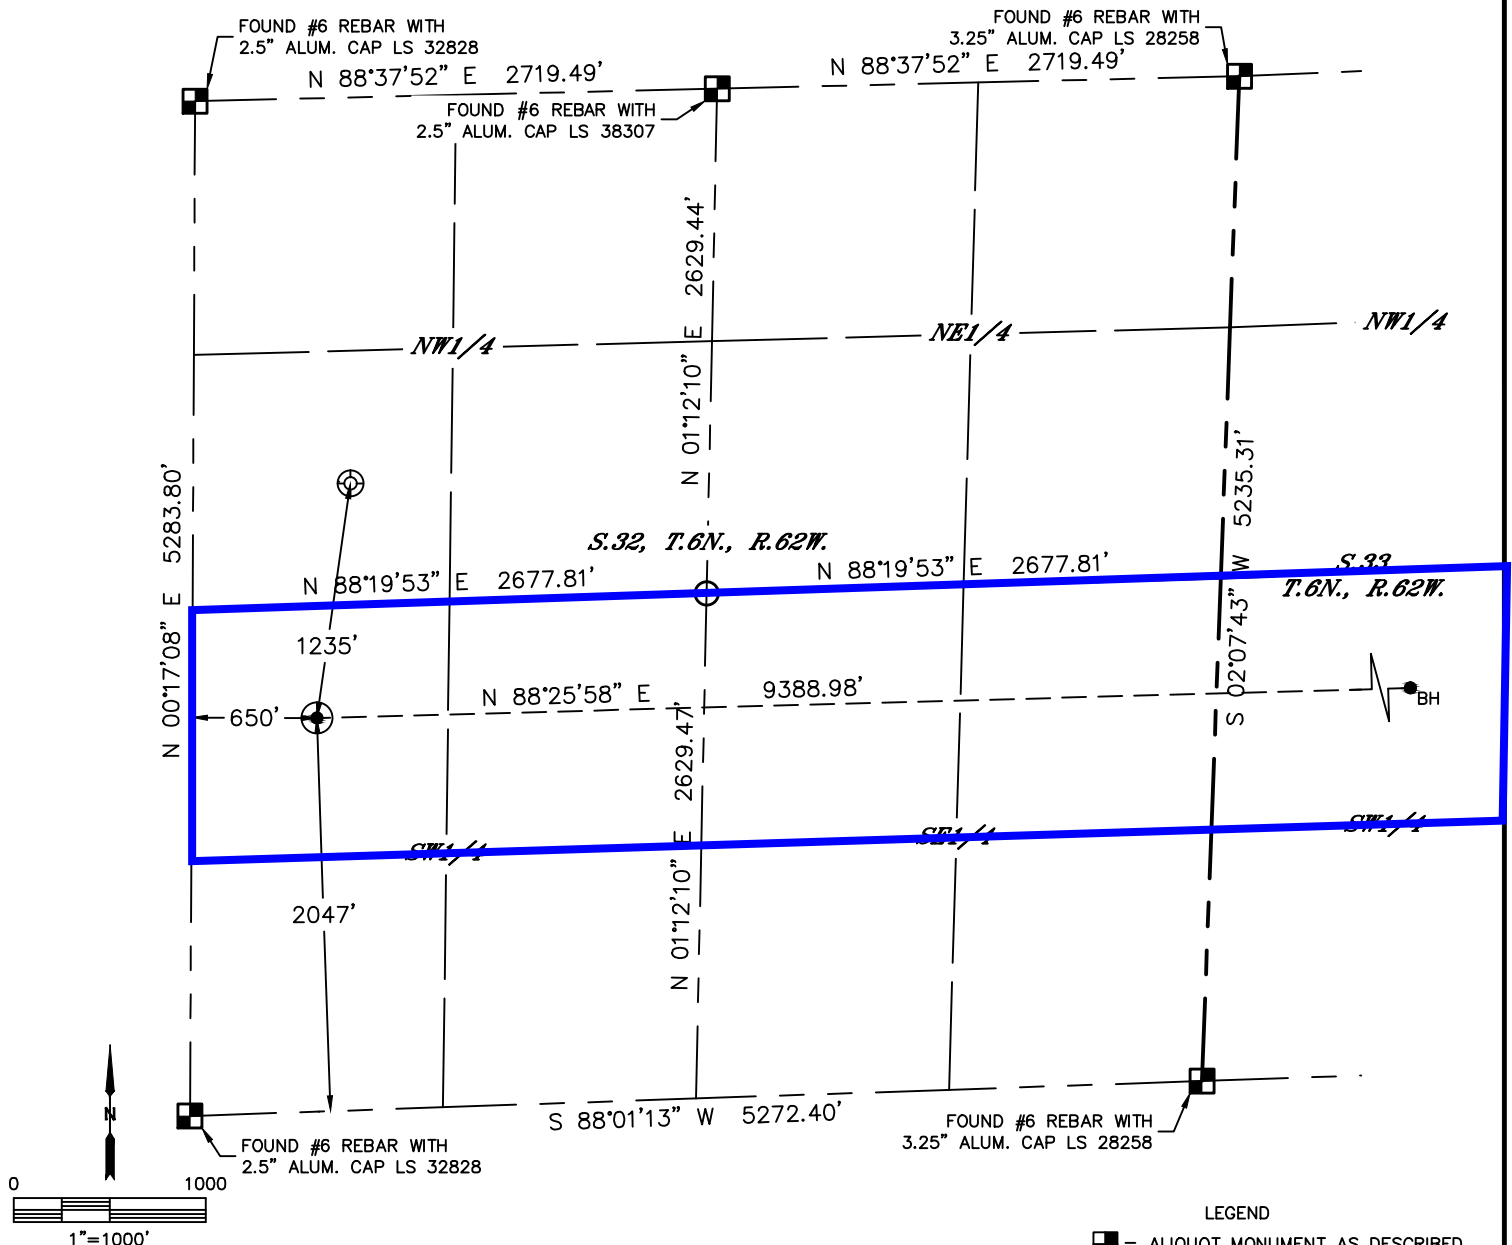 FOUND #6 REBAR WITH
2.5" ALUM. CAP LS 32828
FOUND #6 REBAR WITH
3.25" ALUM. CAP LS 28258
N 88°37'52" E 2719.49'
N 88°37'52" E 2719.49'
FOUND #6 REBAR WITH
2.5" ALUM. CAP LS 38307
N 01°12'10" E 2629.44'
NW1/4
NE1/4
NW1/4
N 00°17'08" E 5283.80'
S 02°07'43" W 5235.31'
S.32, T.6N., R.62W.
S.33
T.6N., R.62W.
N 88°19'53" E 2677.81'
N 88°19'53" E 2677.81'
1235'
650'
N 88°25'58" E 9388.98'
BH
N 01°12'10" E 2629.47'
SW1/4
SE1/4
SW1/4
2047'
S 88°01'13" W 5272.40'
FOUND #6 REBAR WITH
3.25" ALUM. CAP LS 28258
FOUND #6 REBAR WITH
2.5" ALUM. CAP LS 32828
N
0 1000
1"=1000'
LEGEND
= ALIQUOT MONUMENT AS DESCRIBED